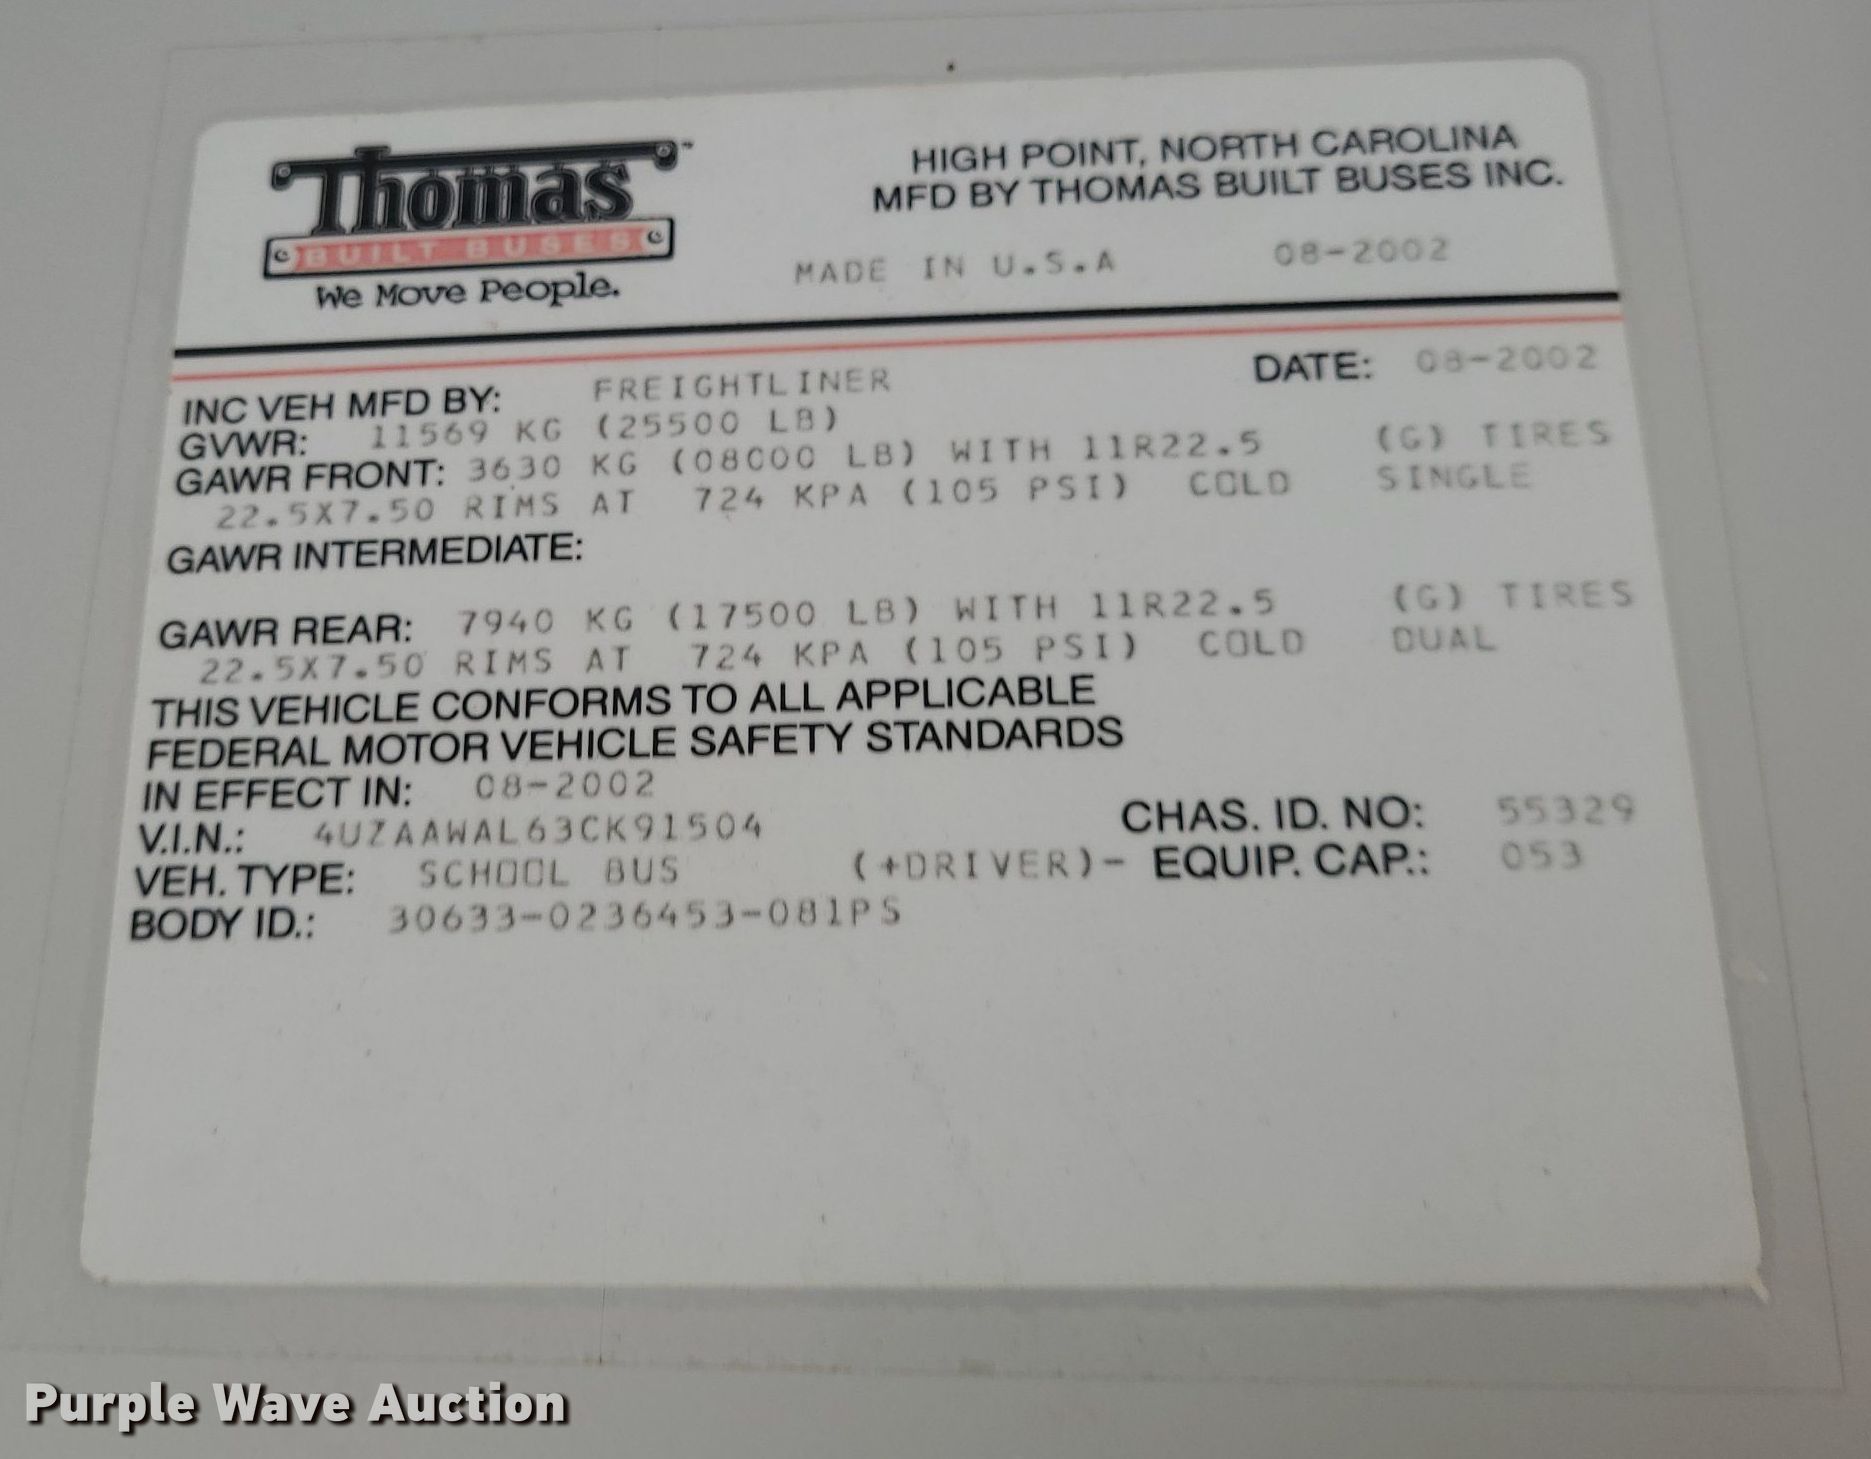 Thomas
BUILT BUSES
We Move People.
HIGH POINT, NORTH CAROLINA
MFD BY THOMAS BUILT BUSES INC.
MADE IN U.S.A 08-2002
INC VEH MFD BY: FREIGHTLINER DATE: 08-2002
GVWR: 11569 KG (25500 LB)
GAWR FRONT: 3630 KG (08000 LB) WITH 11R22.5 (G) TIRES
22.5X7.50 RIMS AT 724 KPA (105 PSI) COLD SINGLE
GAWR INTERMEDIATE:
GAWR REAR: 7940 KG (17500 LB) WITH 11R22.5 (G) TIRES
22.5X7.50 RIMS AT 724 KPA (105 PSI) COLD DUAL
THIS VEHICLE CONFORMS TO ALL APPLICABLE
FEDERAL MOTOR VEHICLE SAFETY STANDARDS
IN EFFECT IN: 08-2002
V.I.N.: 4UZAAWAL63CK91504 CHAS. ID. NO: 55329
VEH. TYPE: SCHOOL BUS (+DRIVER)- EQUIP. CAP.: 053
BODY ID.: 30633-0236453-081PS
Purple Wave Auction